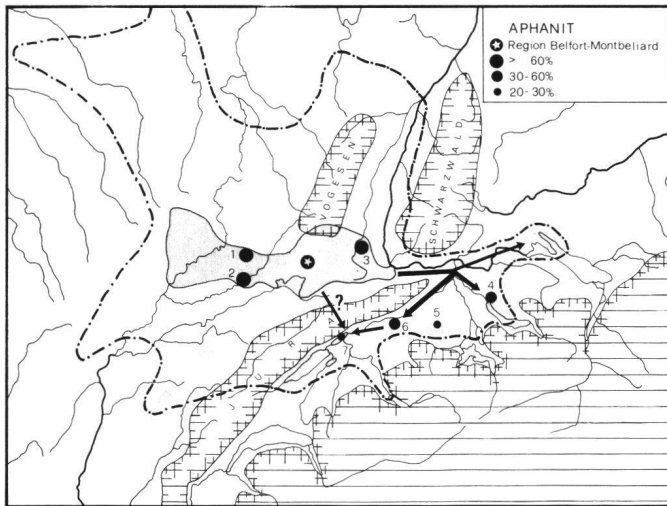 APHANIT
Region Belfort-Montbeliard
> 60%
30-60%
20-30%
VOGESEN
SCHWARZWALD
1
2
3
4
5
6
7
?
JURA